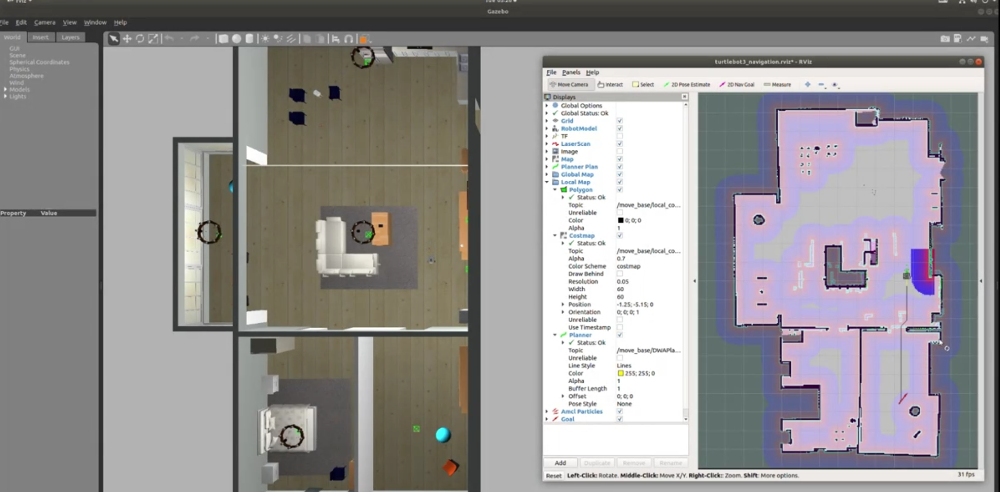 rviz
Tue 05:26
Gazebo
File Edit Camera View Window Help
World Insert Layers
GUI
Scene
Spherical Coordinates
Physics
Atmosphere
Wind
Models
Lights
Property Value
turtlebot3_navigation.rviz* - RViz
File Panels Help
Move Camera Interact Select 2D Pose Estimate 2D Nav Goal Measure
Displays
Global Options
Global Status: Ok
Grid
RobotModel
TF
LaserScan
Image
Map
Planner Plan
Global Map
Local Map
Polygon
Status: Ok
Topic /move_base/local_co...
Unreliable
Color 0; 0; 0
Alpha 1
Costmap
Status: Ok
Topic /move_base/local_co...
Alpha 0.7
Color Scheme costmap
Draw Behind
Resolution 0.05
Width 60
Height 60
Position -1.25; -5.15; 0
Orientation 0; 0; 0; 1
Unreliable
Use Timestamp
Planner
Status: Ok
Topic /move_base/DWAPla...
Unreliable
Line Style Lines
Color 255; 255; 0
Alpha 1
Buffer Length 1
Offset 0; 0; 0
Pose Style None
Amcl Particles
Goal
Add Duplicate Remove Rename
Reset Left-Click: Rotate. Middle-Click: Move X/Y. Right-Click:: Zoom. Shift: More options. 31 fps